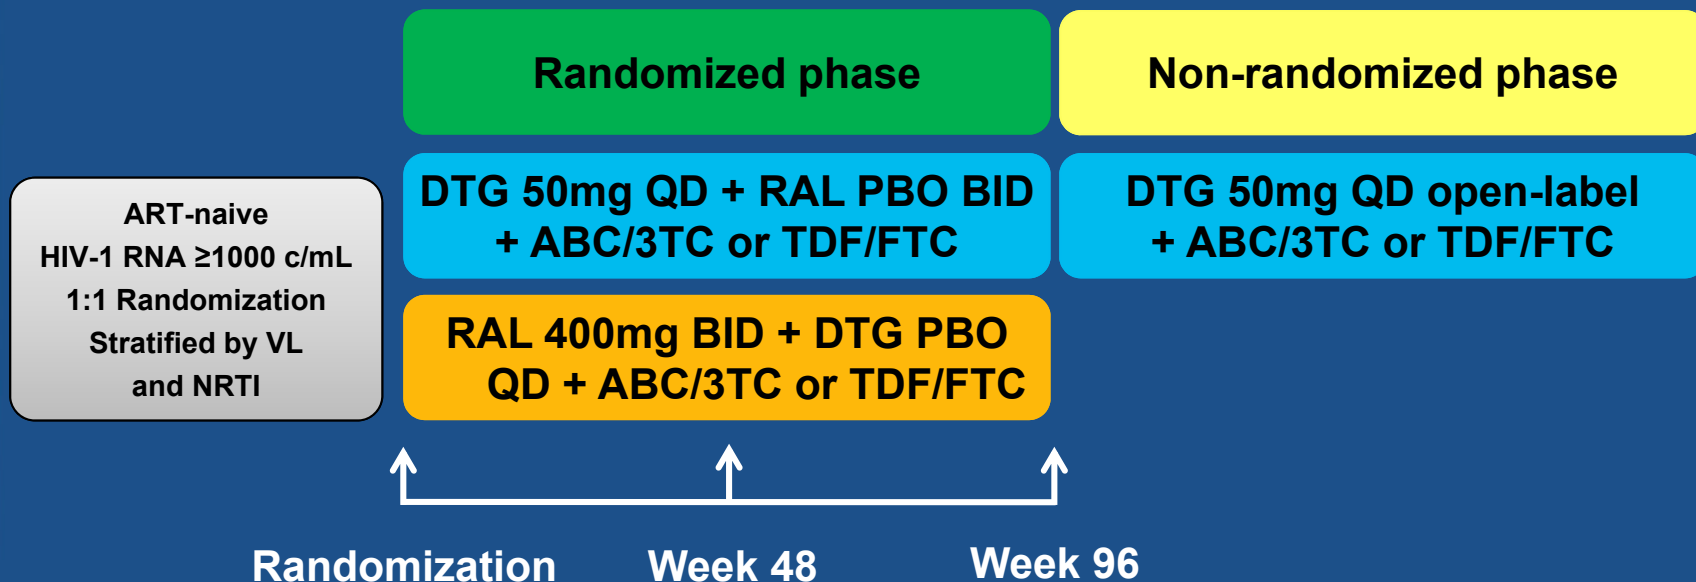 Randomized phase
Non-randomized phase
ART-naive
HIV-1 RNA ≥1000 c/mL
1:1 Randomization
Stratified by VL
and NRTI
DTG 50mg QD + RAL PBO BID
+ ABC/3TC or TDF/FTC
DTG 50mg QD open-label
+ ABC/3TC or TDF/FTC
RAL 400mg BID + DTG PBO
QD + ABC/3TC or TDF/FTC
Randomization
Week 48
Week 96